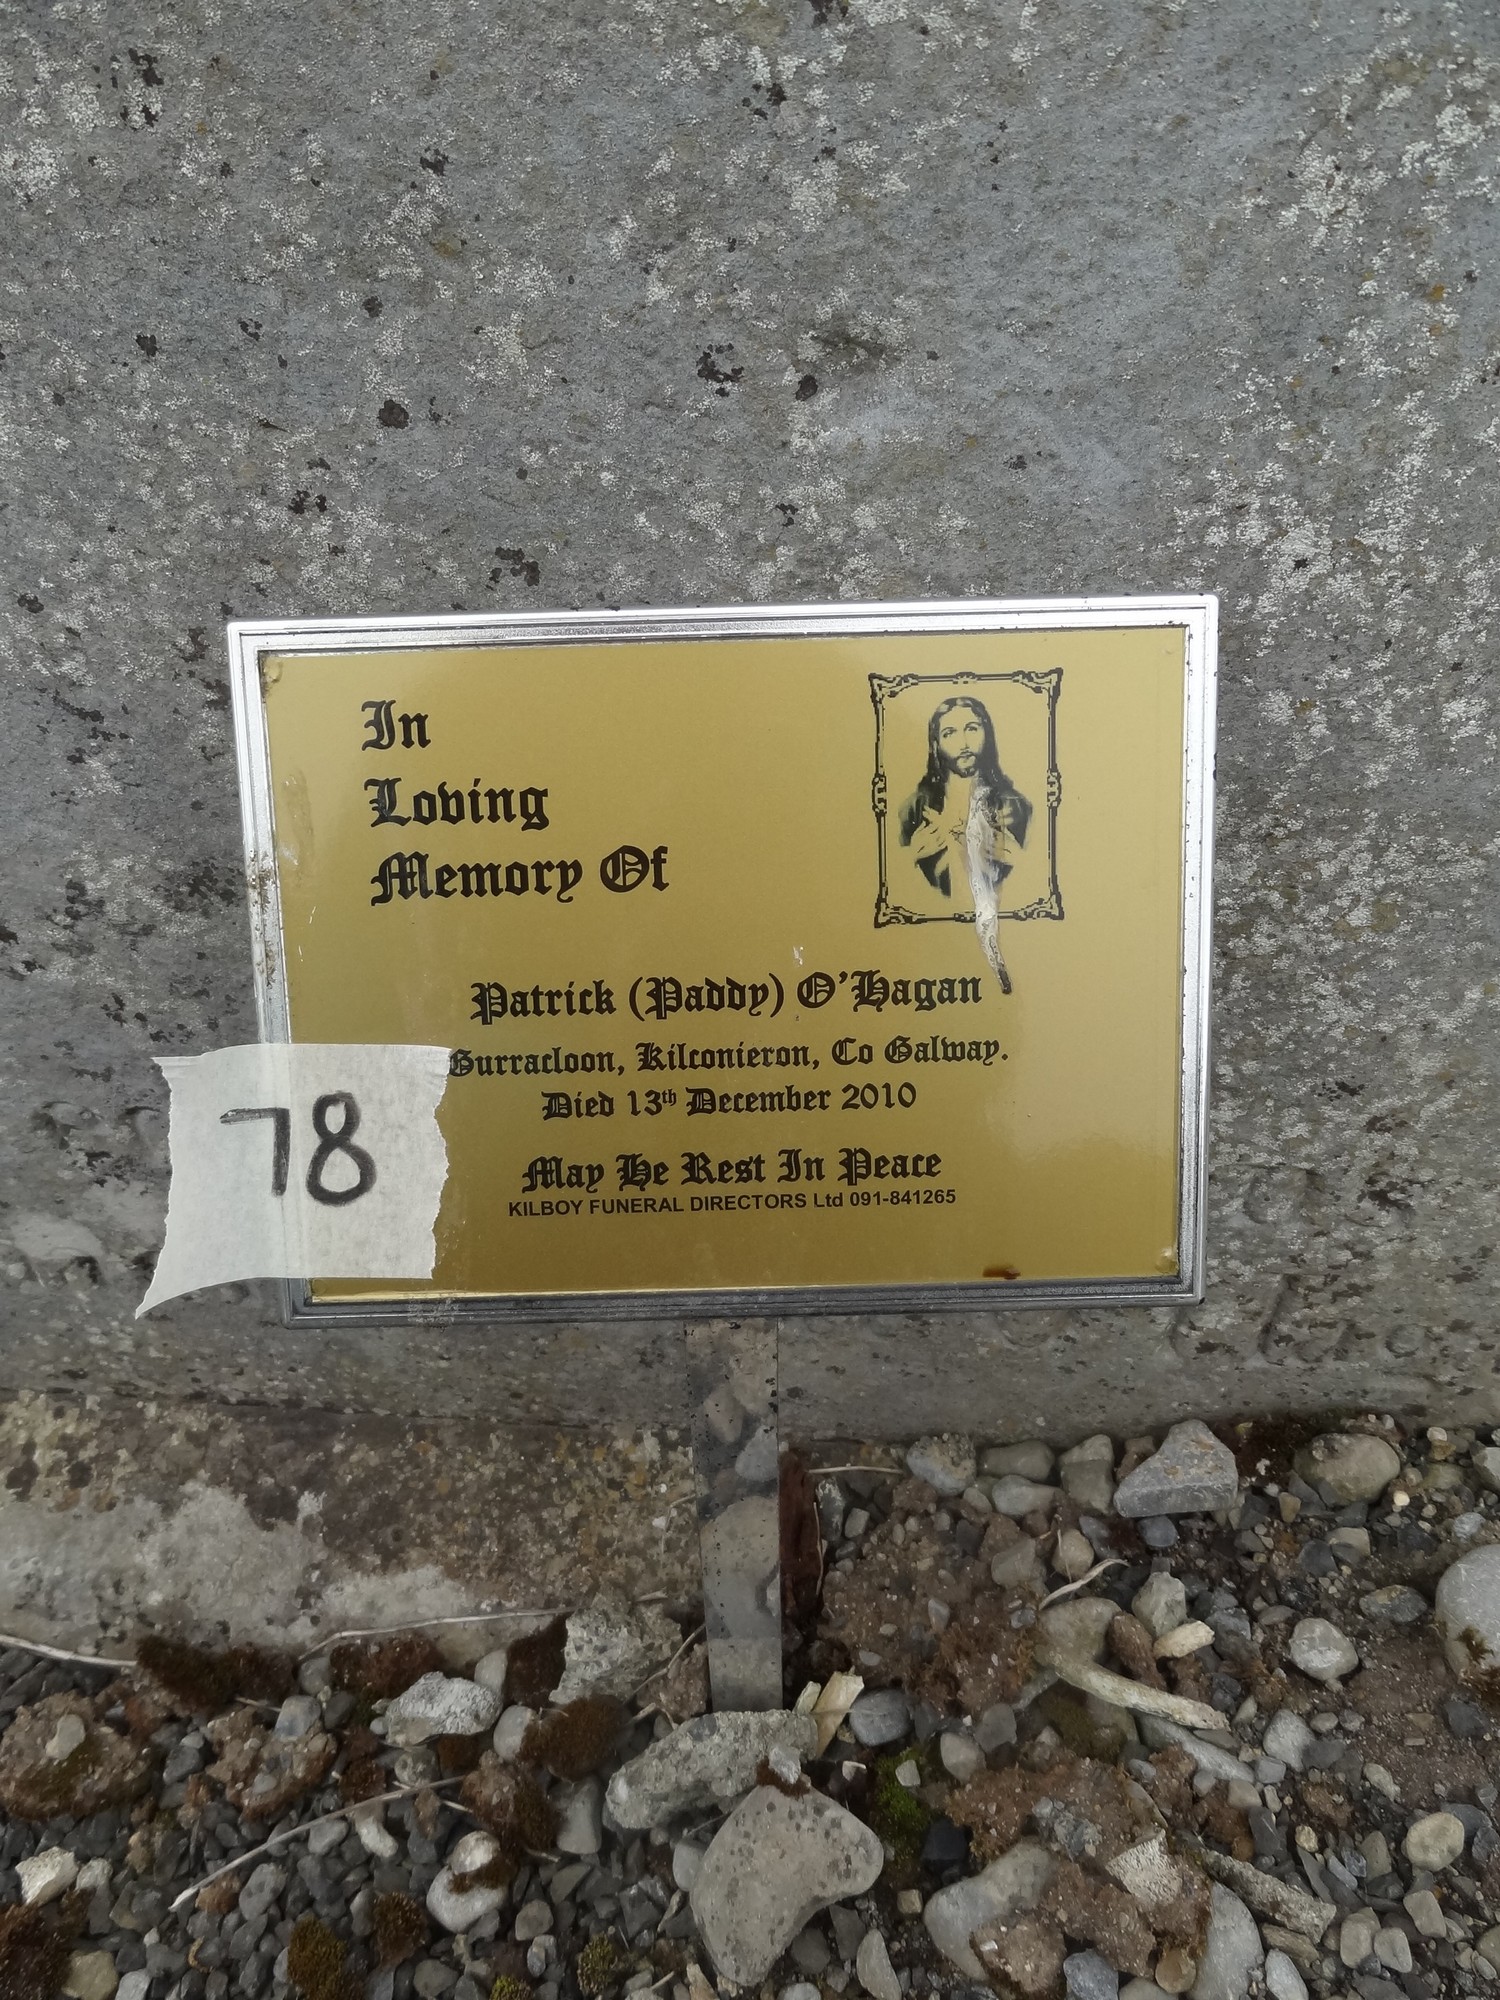 In
Loving
Memory Of
Patrick (Paddy) O'Hagan
Gurracloon, Kilconieron, Co Galway.
Died 13th December 2010
May He Rest In Peace
KILBOY FUNERAL DIRECTORS Ltd 091-841265
78